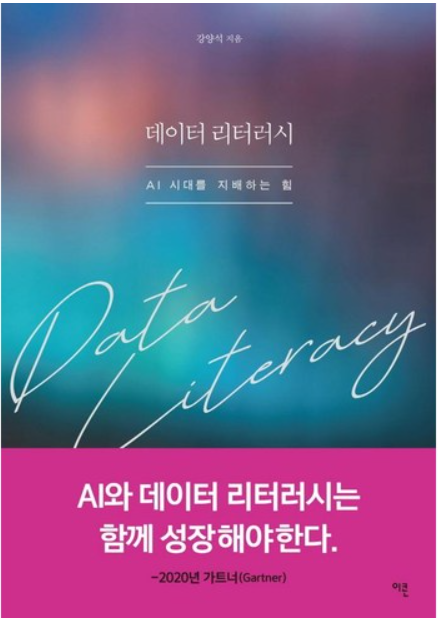 강양석 지음
데이터 리터러시
AI 시대를 지배하는 힘
Data
Literacy
AI와 데이터 리터러시는
함께 성장해야한다.
-2020년 가트너(Gartner)
이콘